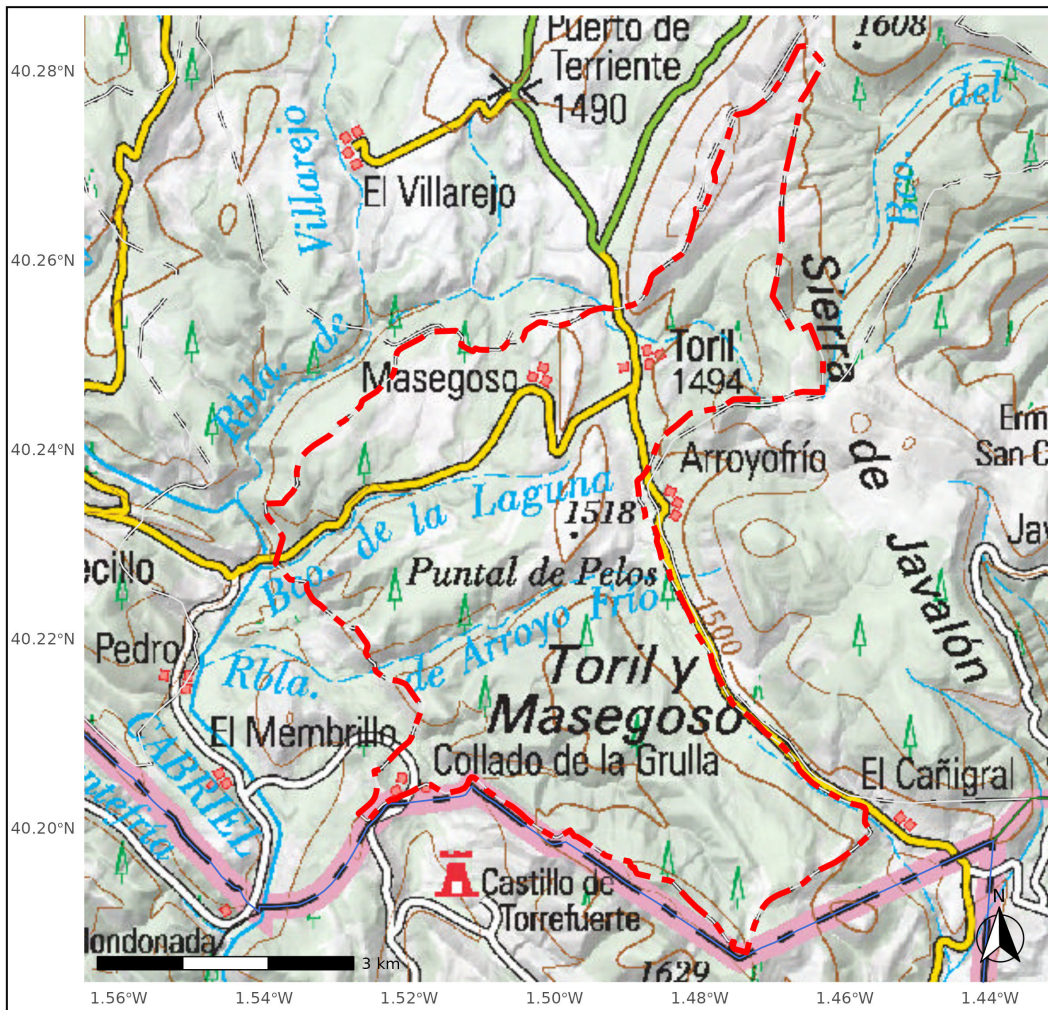 Puerto de
Terriente
1490
1608
40.28°N
del
Bco.
Villarejo
El Villarejo
40.26°N
Rbla. de
Sierra
de
Javalón
Toril
1494
Masegoso
40.24°N
Arroyofrío
Erm
San C
Bco. de la Laguna
1518
Jav
ecillo
Puntal de Pelos
Rbla. de Arroyo Frío
1500
40.22°N
Pedro
Toril y
Masegoso
El Membrillo
Collado de la Grulla
El Cañigral
CABRIEL
ntefría
40.20°N
Castillo de
Torrefuerte
londonada
1629
N
3 km
1.56°W
1.54°W
1.52°W
1.50°W
1.48°W
1.46°W
1.44°W